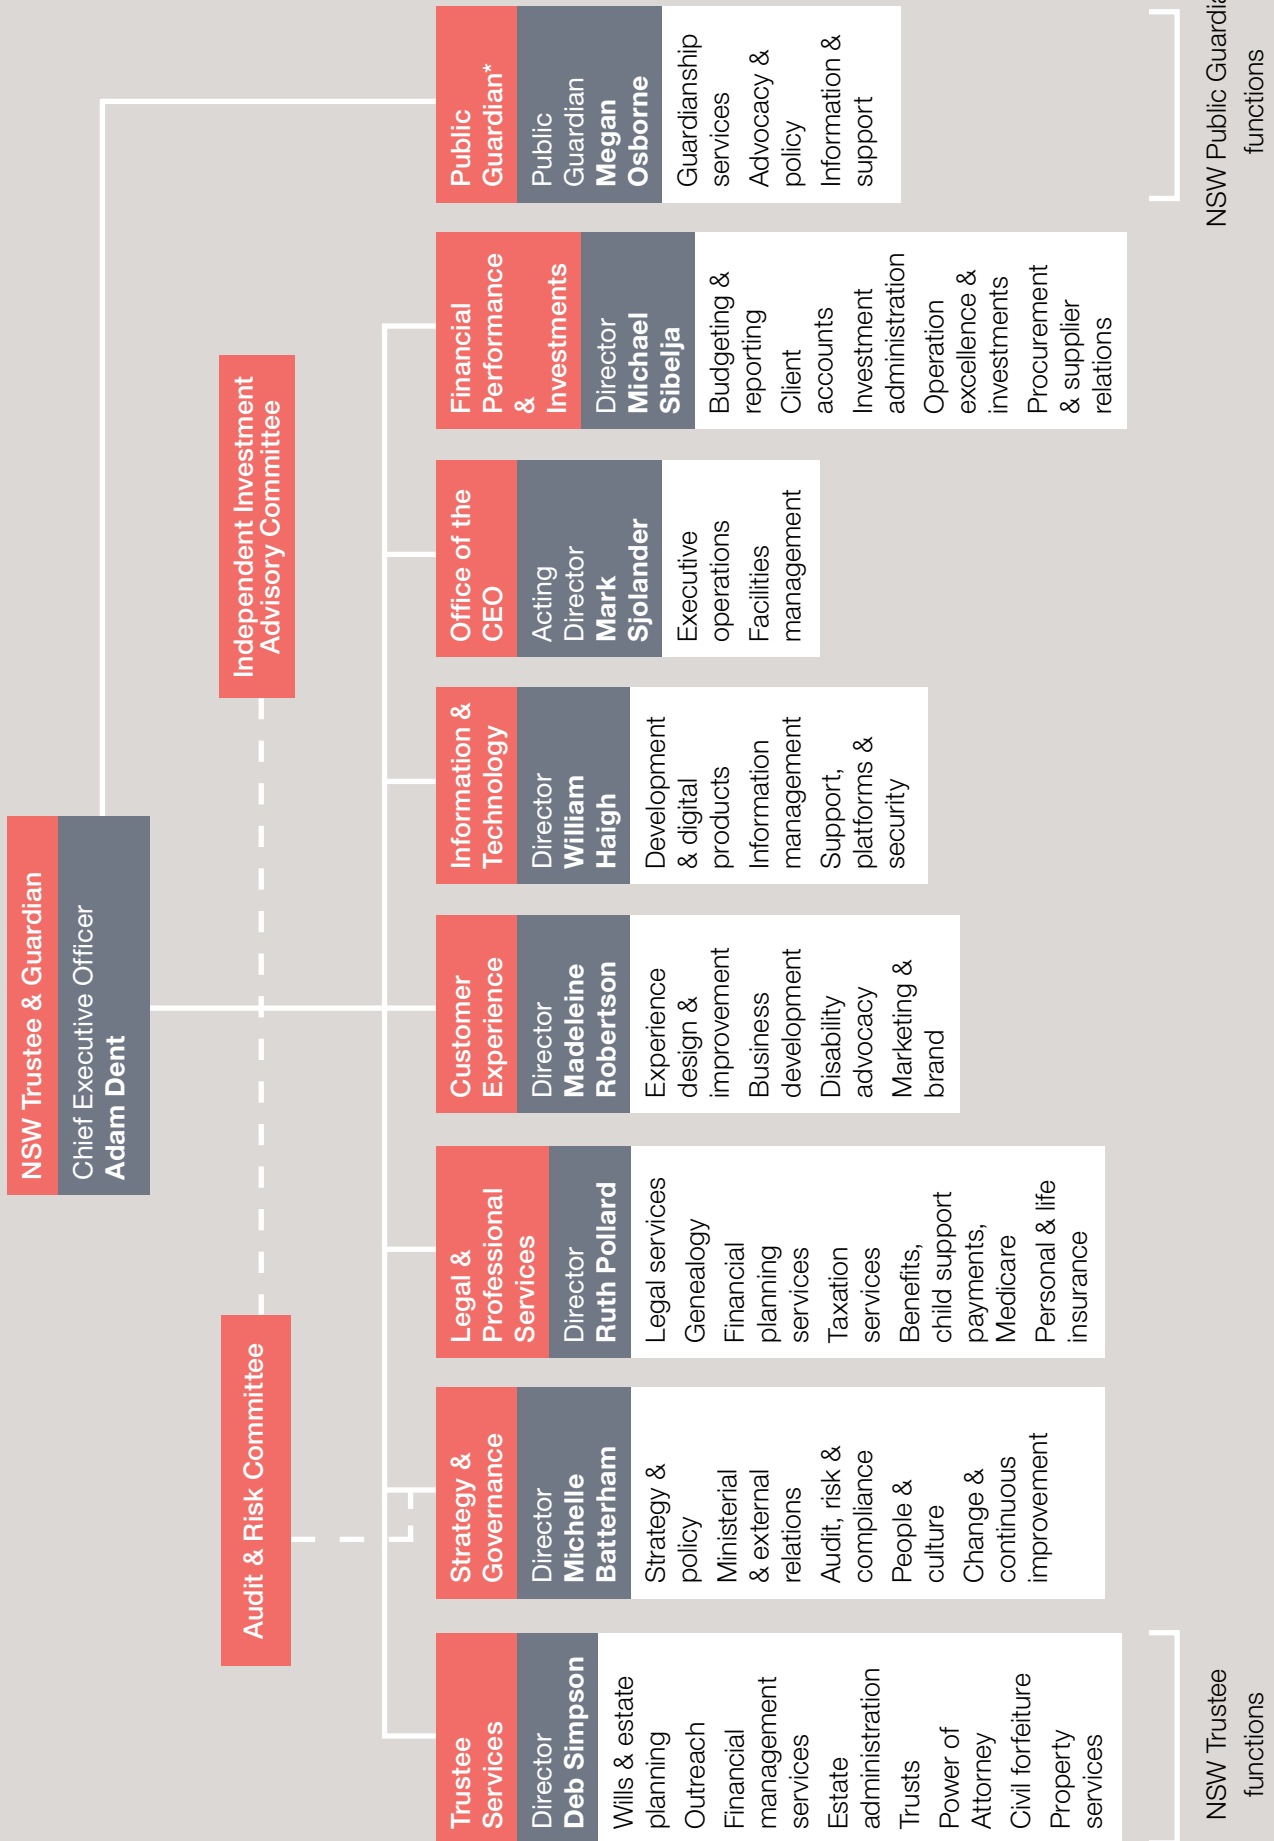 NSW Trustee & Guardian
Chief Executive Officer
Adam Dent
Audit & Risk Committee
Independent Investment
Advisory Committee
Trustee
Services
Director
Deb Simpson
Wills & estate
planning
Outreach
Financial
management
services
Estate
administration
Trusts
Power of
Attorney
Civil forfeiture
Property
services
Strategy &
Governance
Director
Michelle
Batterham
Strategy &
policy
Ministerial
& external
relations
Audit, risk &
compliance
People &
culture
Change &
continuous
improvement
Legal &
Professional
Services
Director
Ruth Pollard
Legal services
Genealogy
Financial
planning
services
Taxation
services
Benefits,
child support
payments,
Medicare
Personal & life
insurance
Customer
Experience
Director
Madeleine
Robertson
Experience
design &
improvement
Business
development
Disability
advocacy
Marketing &
brand
Information &
Technology
Director
William
Haigh
Development
& digital
products
Information
management
Support,
platforms &
security
Office of the
CEO
Acting
Director
Mark
Sjolander
Executive
operations
Facilities
management
Financial
Performance
&
Investments
Director
Michael
Sibelja
Budgeting &
reporting
Client
accounts
Investment
administration
Operation
excellence &
investments
Procurement
& supplier
relations
Public
Guardian*
Public
Guardian
Megan
Osborne
Guardianship
services
Advocacy &
policy
Information &
support
NSW Trustee
functions
NSW Public Guardia
functions